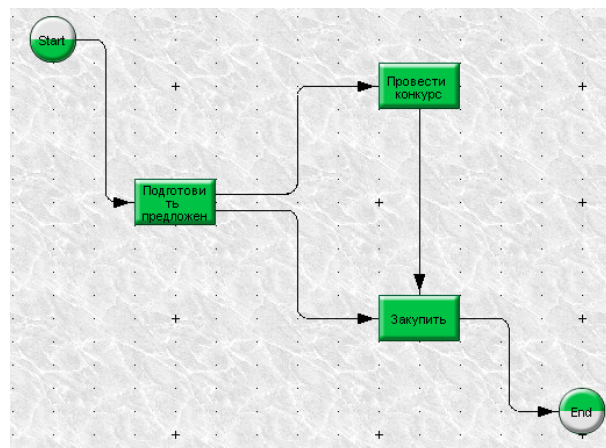 Start
Провести
конкурс
Подготови
ть
предложен
Закупить
End